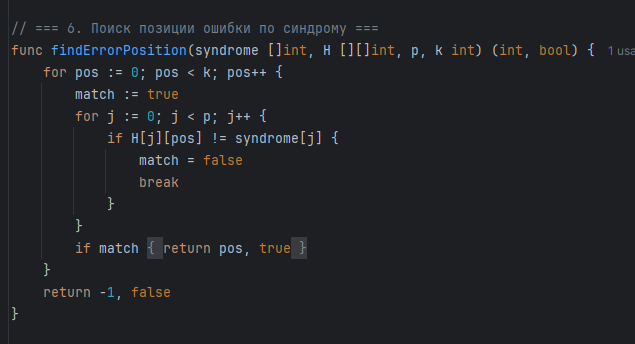 // === 6. Поиск позиции ошибки по синдрому ===
func findErrorPosition(syndrome []int, H [][]int, p, k int) (int, bool) {  1 usa
    for pos := 0; pos < k; pos++ {
        match := true
        for j := 0; j < p; j++ {
            if H[j][pos] != syndrome[j] {
                match = false
                break
            }
        }
        if match { return pos, true }
    }
    return -1, false
}